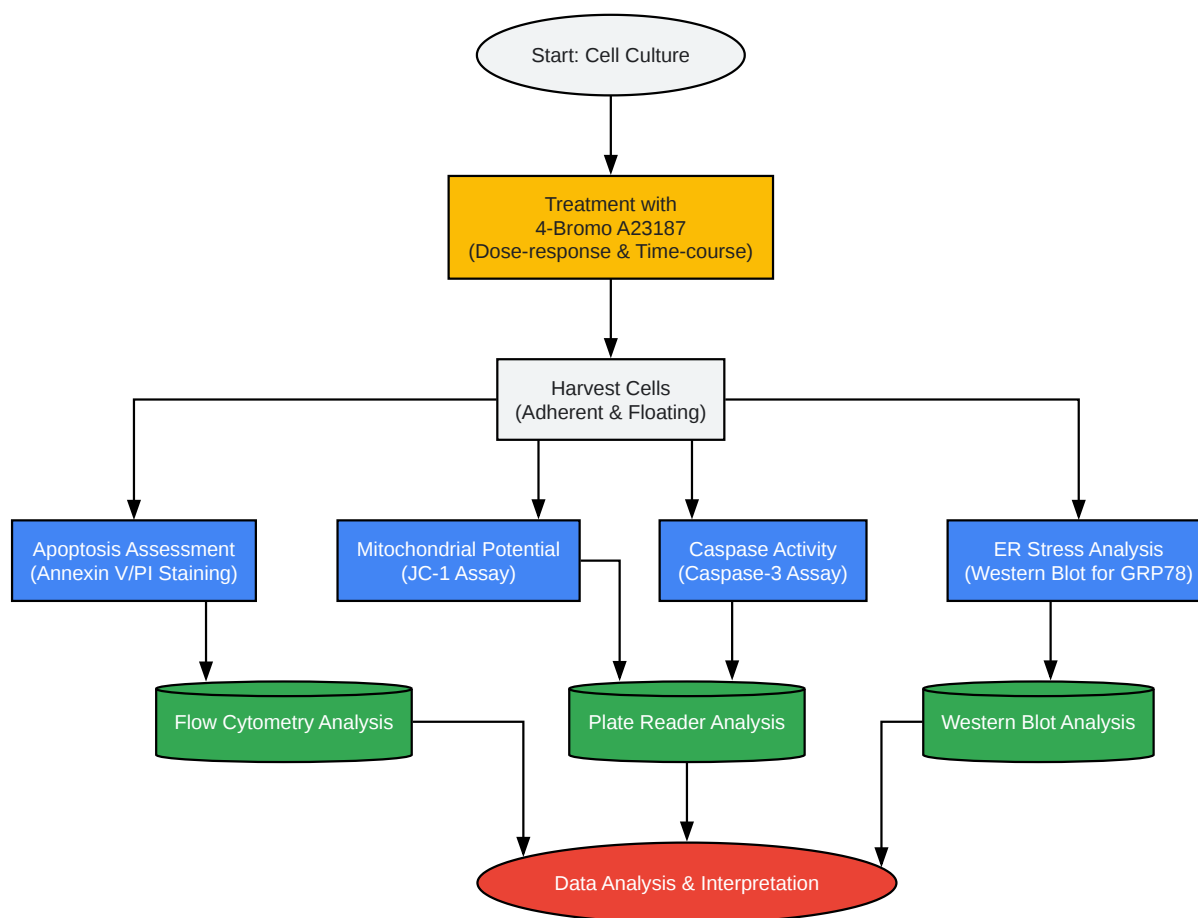 Start: Cell Culture
Treatment with
4-Bromo A23187
(Dose-response & Time-course)
Harvest Cells
(Adherent & Floating)
Apoptosis Assessment
(Annexin V/PI Staining)
Mitochondrial Potential
(JC-1 Assay)
Caspase Activity
(Caspase-3 Assay)
ER Stress Analysis
(Western Blot for GRP78)
Flow Cytometry Analysis
Plate Reader Analysis
Western Blot Analysis
Data Analysis & Interpretation